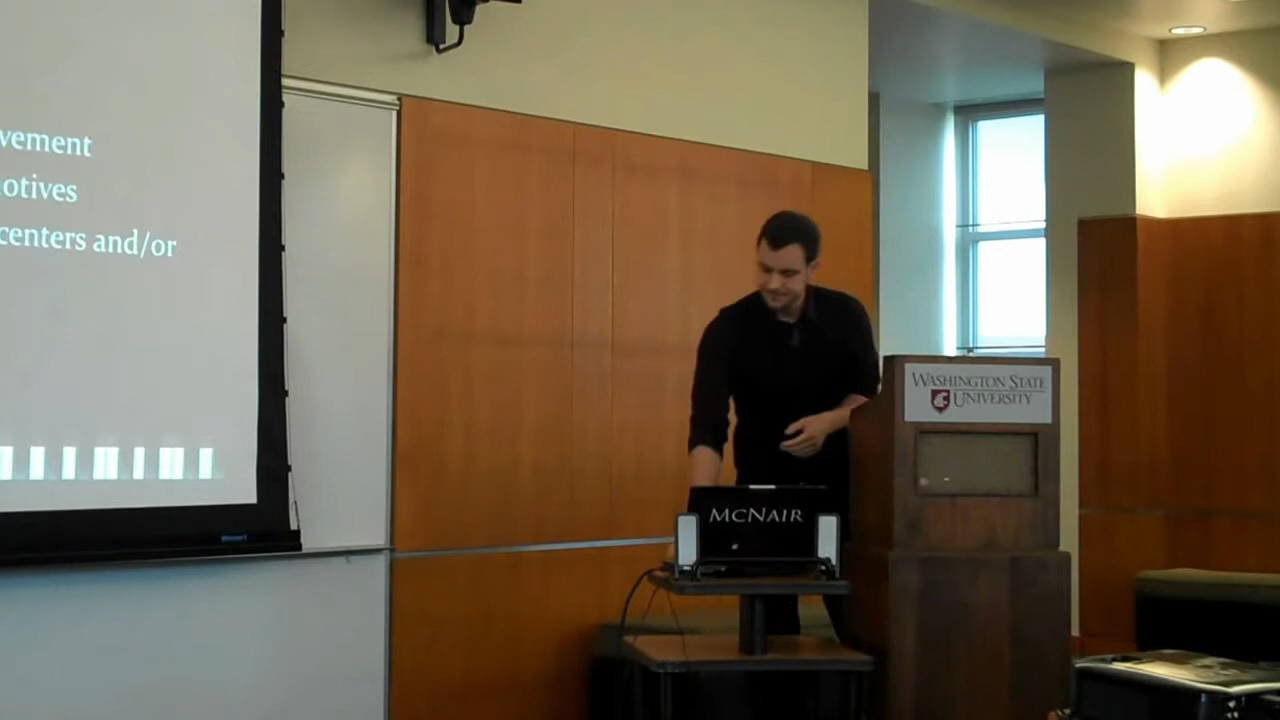 vement
otives
centers and/or
WASHINGTON STATE
UNIVERSITY
MCNAIR